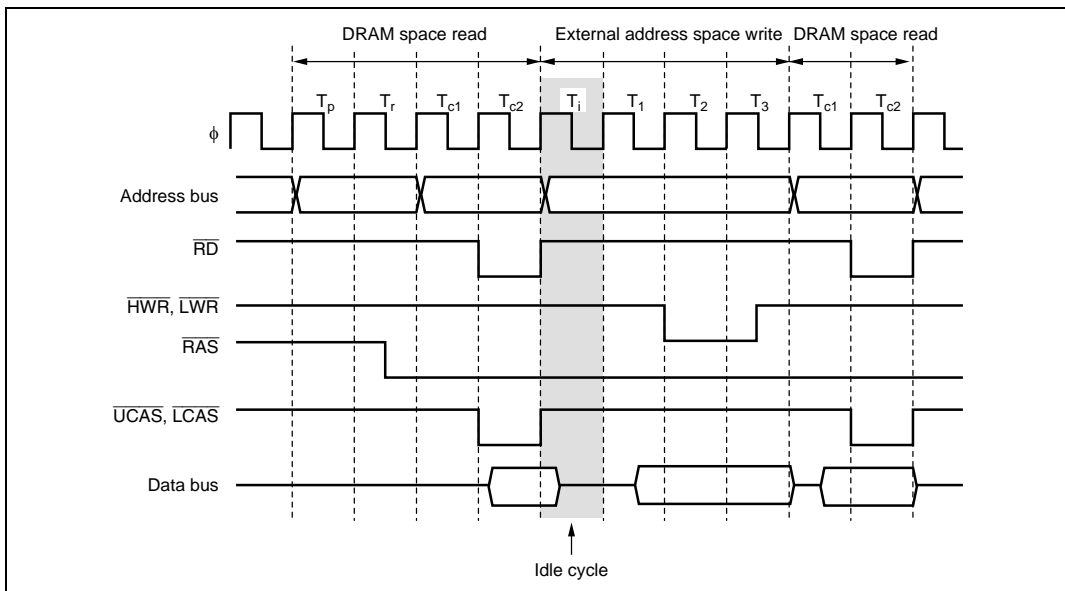 DRAM space read External address space write DRAM space read
Tp Tr Tc1 Tc2 Ti T1 T2 T3 Tc1 Tc2
ϕ
Address bus
RD
HWR, LWR
RAS
UCAS, LCAS
Data bus
Idle cycle